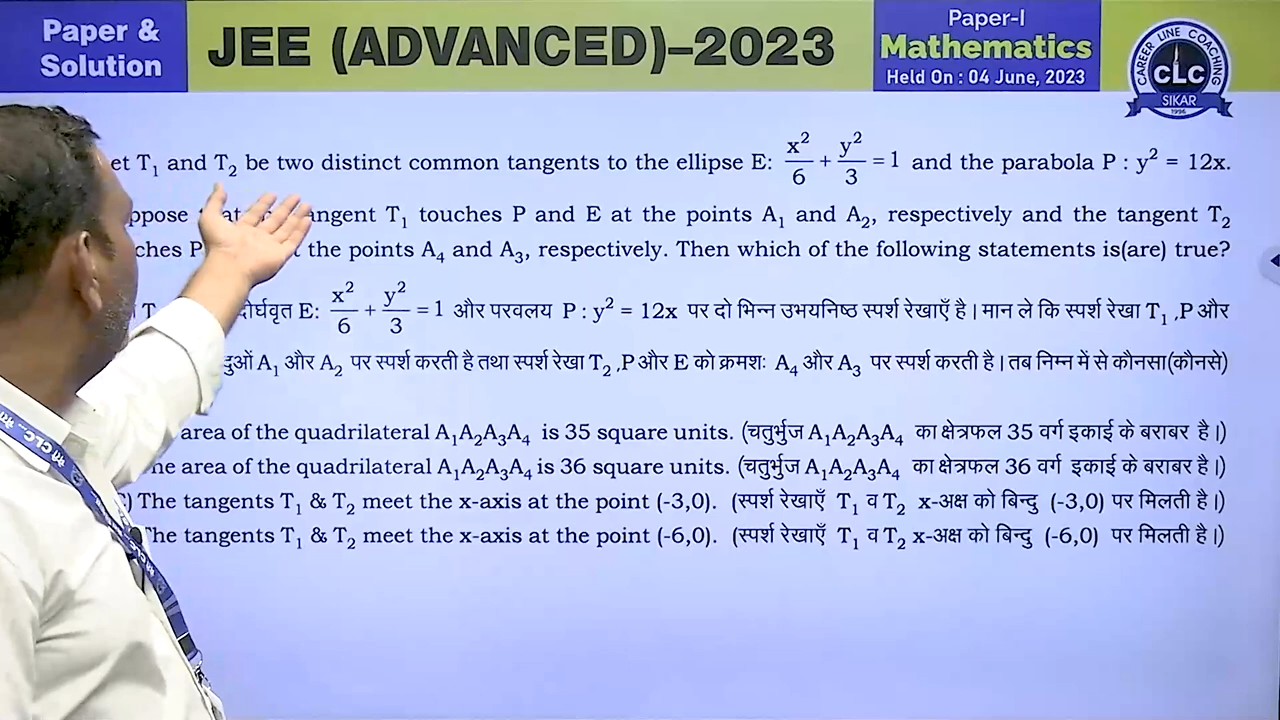 Paper &
Solution
JEE (ADVANCED)–2023
Paper-I
Mathematics
Held On : 04 June, 2023
CAREER LINE COACHING
CLC
SIKAR
1996
T₁ and T₂ be two distinct common tangents to the ellipse E: x²/6 + y²/3 = 1 and the parabola P : y² = 12x.
T₁ touches P and E at the points A₁ and A₂, respectively and the tangent T₂
P the points A₄ and A₃, respectively. Then which of the following statements is(are) true?
T E: x²/6 + y²/3 = 1 और परवलय P : y² = 12x पर दो भिन्न उभयनिष्ठ स्पर्श रेखाएँ है। मान ले कि स्पर्श रेखा T₁ ,P और
A₁ और A₂ पर स्पर्श करती है तथा स्पर्श रेखा T₂ ,P और E को क्रमशः A₄ और A₃ पर स्पर्श करती है। तब निम्न में से कौनसा(कौनसे)
area of the quadrilateral A₁A₂A₃A₄ is 35 square units. (चतुर्भुज A₁A₂A₃A₄ का क्षेत्रफल 35 वर्ग इकाई के बराबर है।)
area of the quadrilateral A₁A₂A₃A₄ is 36 square units. (चतुर्भुज A₁A₂A₃A₄ का क्षेत्रफल 36 वर्ग इकाई के बराबर है।)
The tangents T₁ & T₂ meet the x-axis at the point (-3,0). (स्पर्श रेखाएँ T₁ व T₂ x-अक्ष को बिन्दु (-3,0) पर मिलती है।)
The tangents T₁ & T₂ meet the x-axis at the point (-6,0). (स्पर्श रेखाएँ T₁ व T₂ x-अक्ष को बिन्दु (-6,0) पर मिलती है।)
CLC